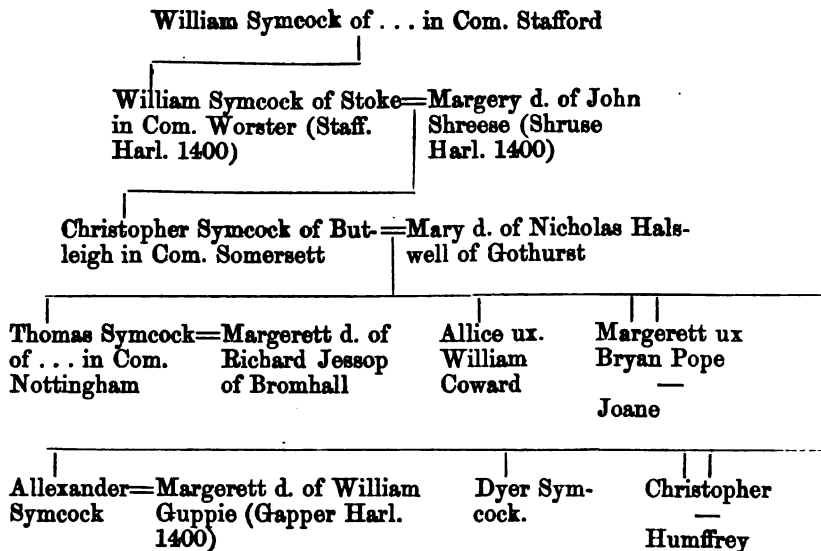 William Symcock of . . . in Com. Stafford
William Symcock of Stoke=Margery d. of John
in Com. Worster (Staff. Shreese (Shruse
Harl. 1400) Harl. 1400)
Christopher Symcock of But-=Mary d. of Nicholas Hals-
leigh in Com. Somersett well of Gothurst
Thomas Symcock=Margerett d. of Allice ux. Margerett ux
of . . . in Com. Richard Jessop William Bryan Pope
Nottingham of Bromhall Coward —
Joane
Allexander=Margerett d. of William Dyer Sym- Christopher
Symcock Guppie (Gapper Harl. cock. —
1400) Humffrey